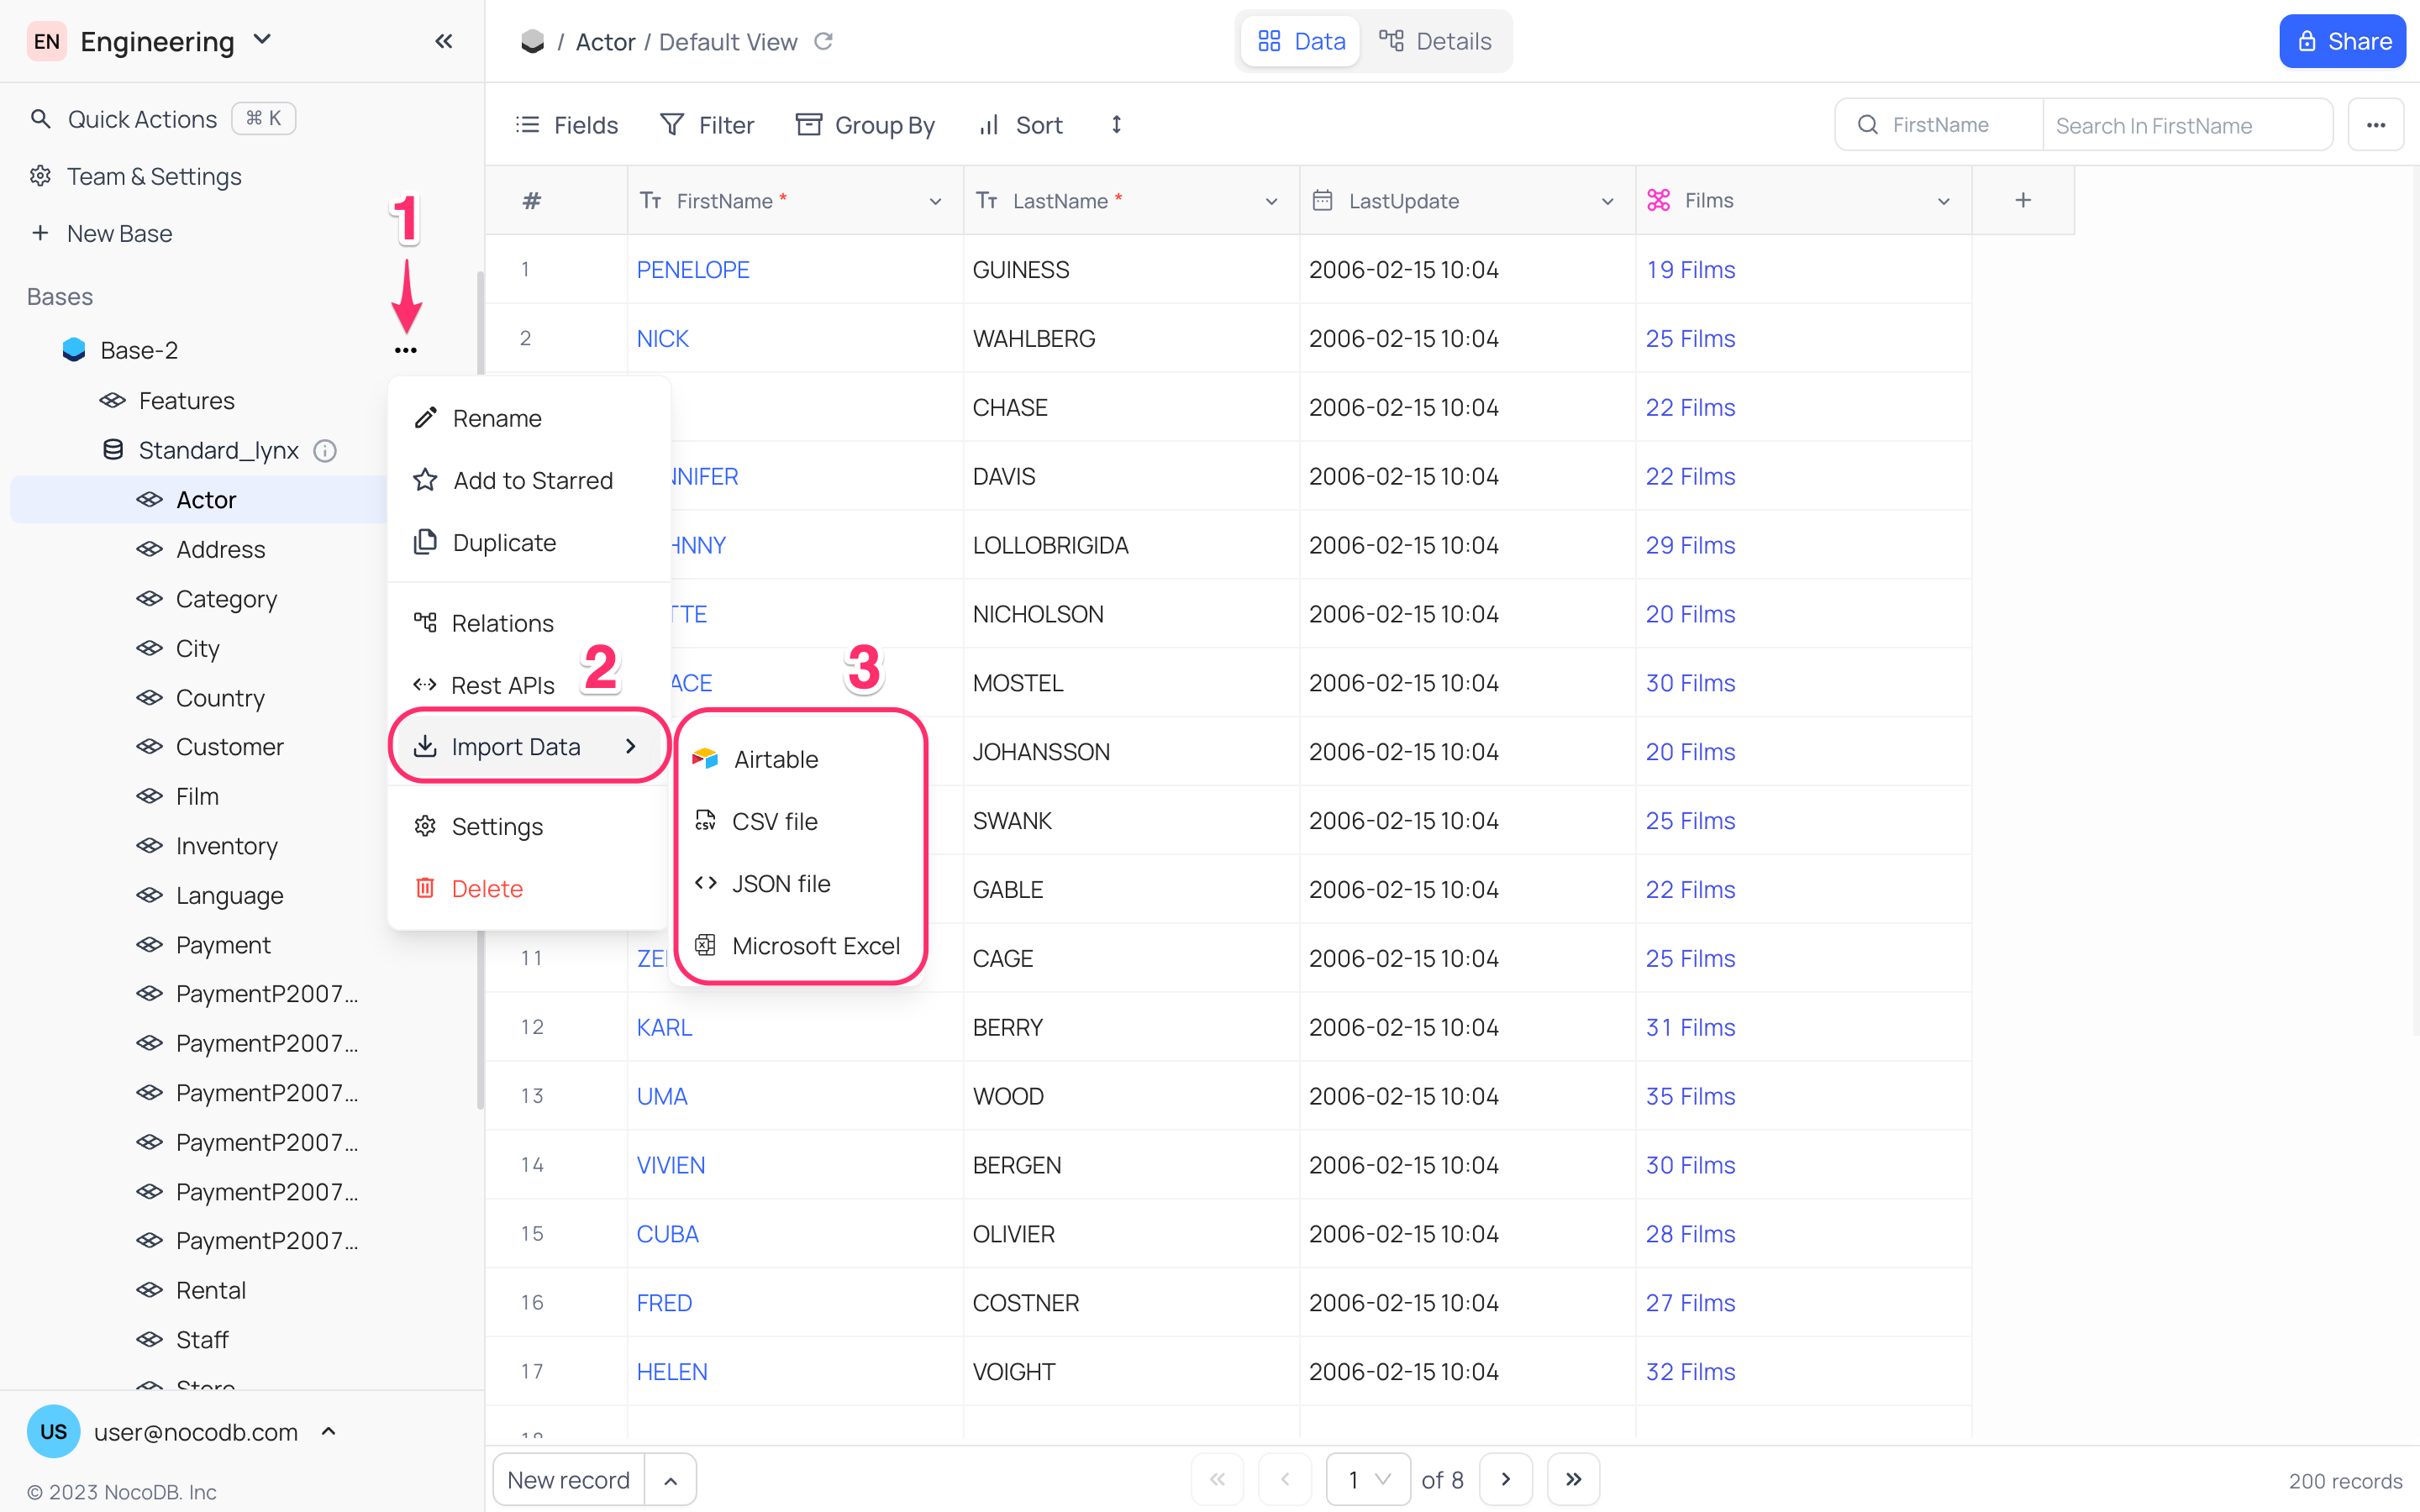 EN Engineering
/ Actor / Default View
Data
Details
Share
Quick Actions ⌘ K
Team & Settings
New Base
Bases
Base-2
Features
Standard_lynx
Actor
Address
Category
City
Country
Customer
Film
Inventory
Language
Payment
PaymentP2007...
PaymentP2007...
PaymentP2007...
PaymentP2007...
PaymentP2007...
PaymentP2007...
Rental
Staff
Store
US user@nocodb.com
© 2023 NocoDB. Inc
1
Rename
Add to Starred
Duplicate
Relations
Rest APIs
2
Import Data
Settings
Delete
3
Airtable
CSV file
JSON file
Microsoft Excel
Fields
Filter
Group By
Sort
FirstName
Search In FirstName
# FirstName * LastName * LastUpdate Films +
1 PENELOPE GUINESS 2006-02-15 10:04 19 Films
2 NICK WAHLBERG 2006-02-15 10:04 25 Films
CHASE 2006-02-15 10:04 22 Films
NNIFER DAVIS 2006-02-15 10:04 22 Films
HNNY LOLLOBRIGIDA 2006-02-15 10:04 29 Films
TTE NICHOLSON 2006-02-15 10:04 20 Films
ACE MOSTEL 2006-02-15 10:04 30 Films
JOHANSSON 2006-02-15 10:04 20 Films
SWANK 2006-02-15 10:04 25 Films
GABLE 2006-02-15 10:04 22 Films
11 ZE CAGE 2006-02-15 10:04 25 Films
12 KARL BERRY 2006-02-15 10:04 31 Films
13 UMA WOOD 2006-02-15 10:04 35 Films
14 VIVIEN BERGEN 2006-02-15 10:04 30 Films
15 CUBA OLIVIER 2006-02-15 10:04 28 Films
16 FRED COSTNER 2006-02-15 10:04 27 Films
17 HELEN VOIGHT 2006-02-15 10:04 32 Films
18
New record
1 of 8
200 records